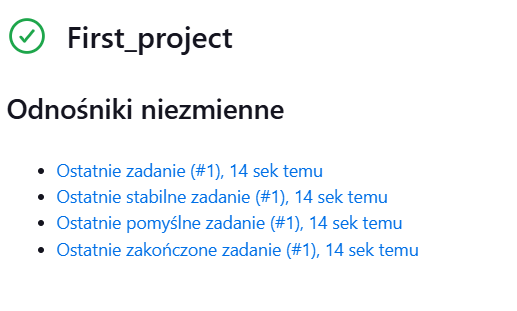 First_project
Odnośniki niezmienne
Ostatnie zadanie (#1), 14 sek temu
Ostatnie stabilne zadanie (#1), 14 sek temu
Ostatnie pomyślne zadanie (#1), 14 sek temu
Ostatnie zakończone zadanie (#1), 14 sek temu